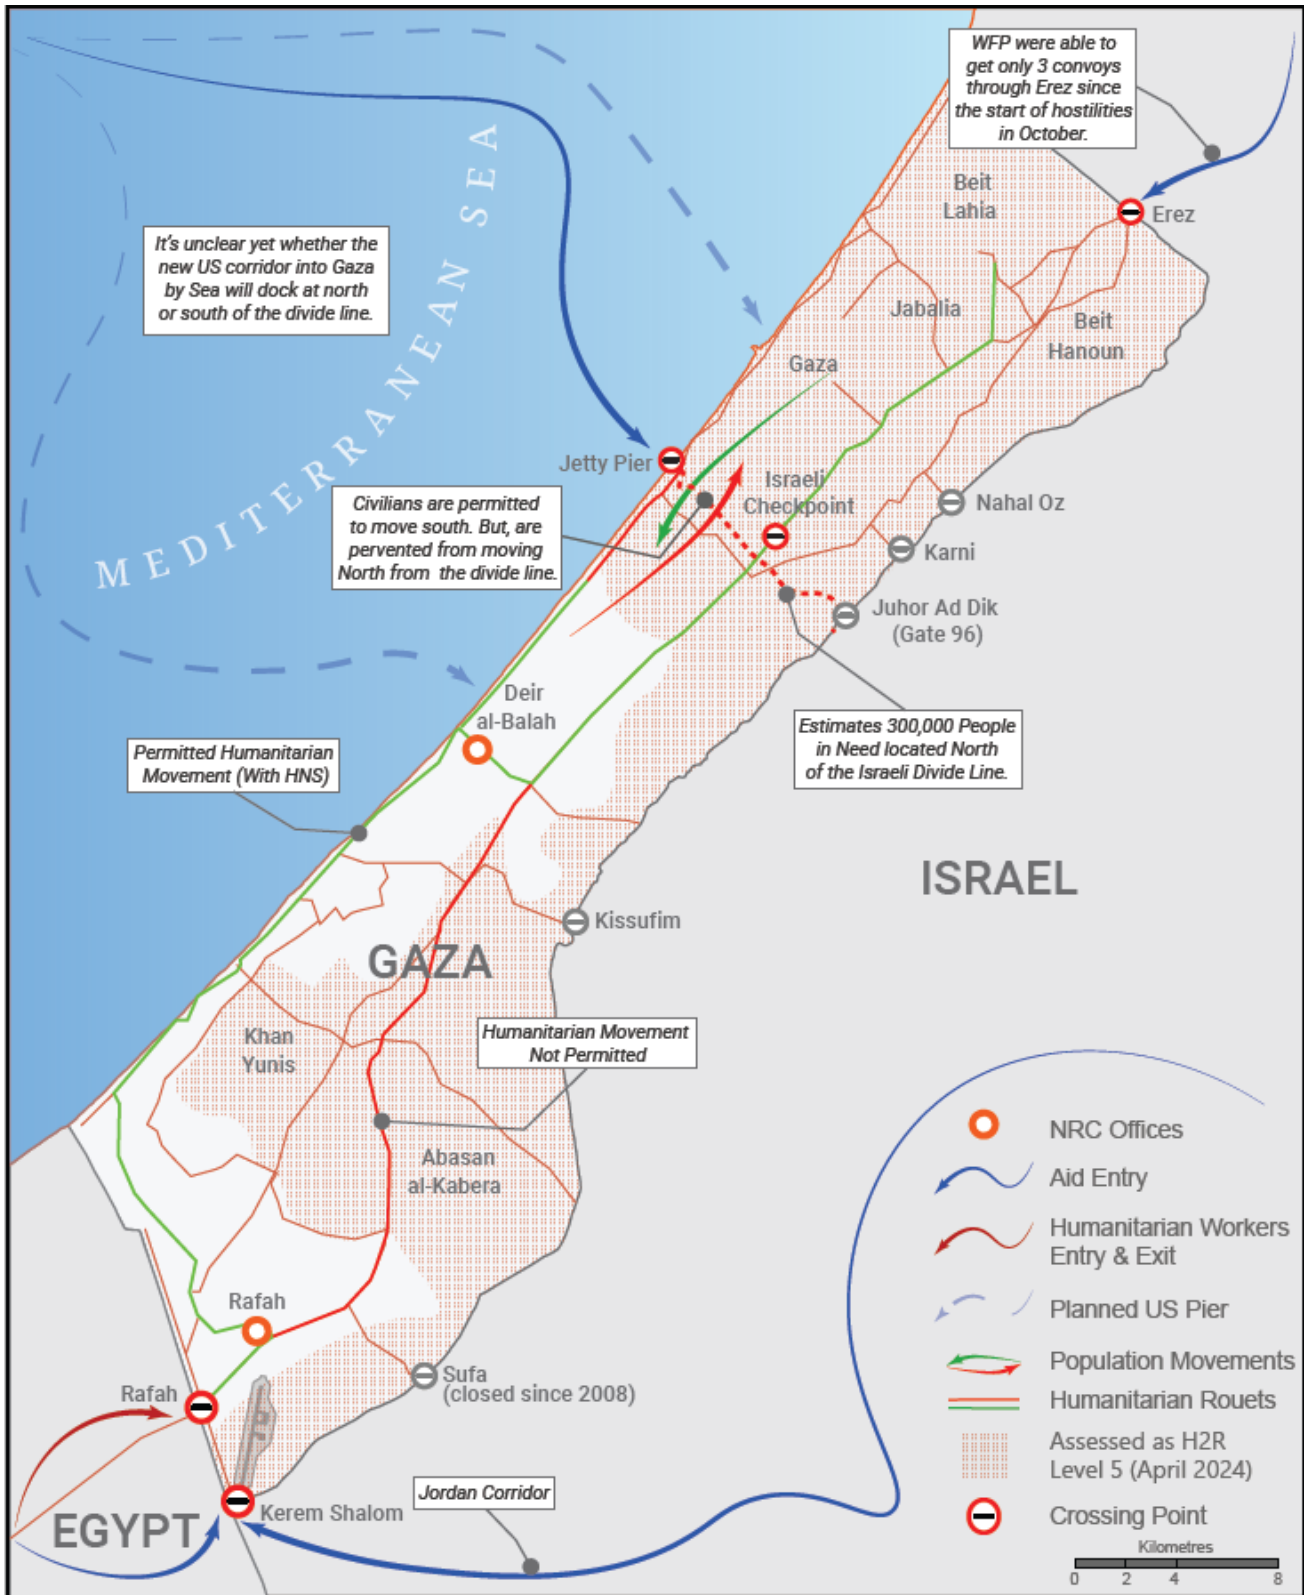 WFP were able to
get only 3 convoys
through Erez since
the start of hostilities
in October.
Beit
Lahia
Erez
It's unclear yet whether the
new US corridor into Gaza
by Sea will dock at north
or south of the divide line.
MEDITERRANEAN SEA
Jabalia
Beit
Hanoun
Gaza
Jetty Pier
Israeli
Checkpoint
Nahal Oz
Civilians are permitted
to move south. But, are
pervented from moving
North from the divide line.
Karni
Juhor Ad Dik
(Gate 96)
Deir
al-Balah
Estimates 300,000 People
in Need located North
of the Israeli Divide Line.
Permitted Humanitarian
Movement (With HNS)
ISRAEL
Kissufim
GAZA
Khan
Yunis
Humanitarian Movement
Not Permitted
Abasan
al-Kabera
Rafah
Sufa
(closed since 2008)
Rafah
Jordan Corridor
Kerem Shalom
EGYPT
NRC Offices
Aid Entry
Humanitarian Workers
Entry & Exit
Planned US Pier
Population Movements
Humanitarian Rouets
Assessed as H2R
Level 5 (April 2024)
Crossing Point
Kilometres
0 2 4 8